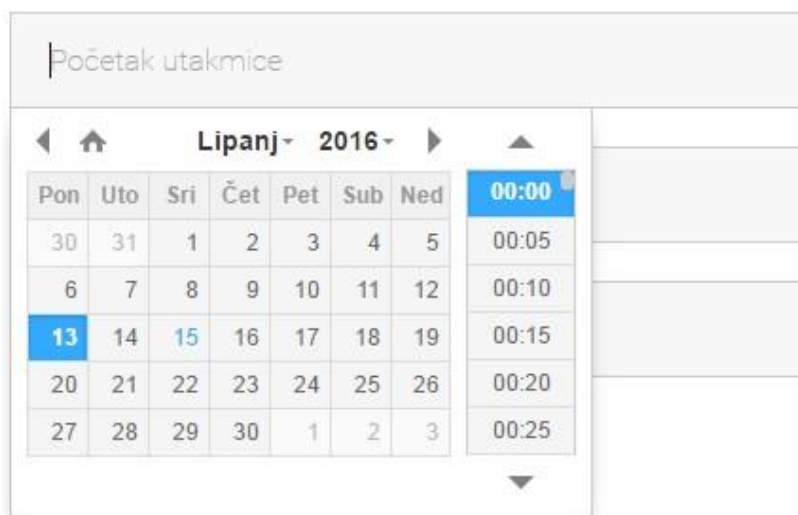 Početak utakmice
Lipanj 2016
Pon Uto Sri Čet Pet Sub Ned 00:00
30 31 1 2 3 4 5 00:05
6 7 8 9 10 11 12 00:10
13 14 15 16 17 18 19 00:15
20 21 22 23 24 25 26 00:20
27 28 29 30 1 2 3 00:25